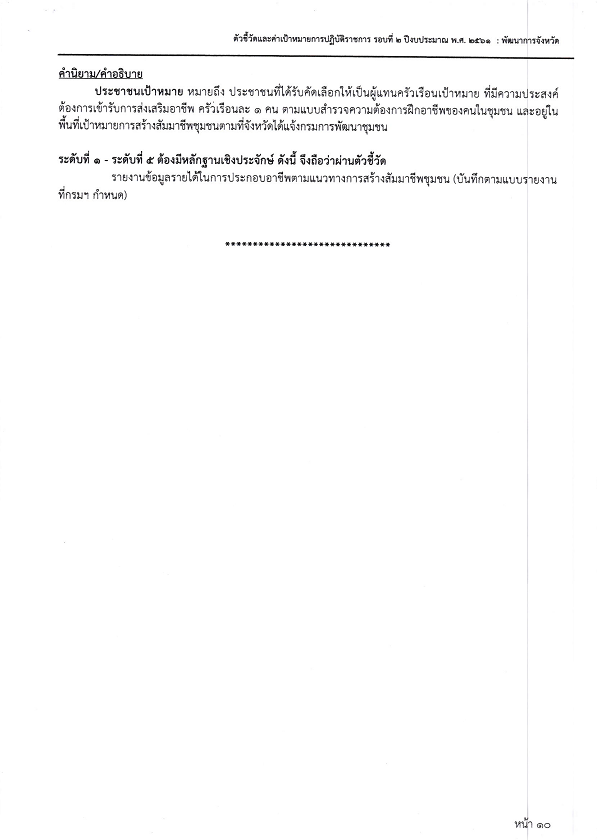 ตัวชี้วัดและค่าเป้าหมายการปฏิบัติราชการ รอบที่ ๒ ปีงบประมาณ พ.ศ. ๒๕๖๑ : พัฒนาการจังหวัด
คำนิยาม/คำอธิบาย
ประชาชนเป้าหมาย หมายถึง ประชาชนที่ได้รับคัดเลือกให้เป็นผู้แทนครัวเรือนเป้าหมาย ที่มีความประสงค์
ต้องการเข้ารับการส่งเสริมอาชีพ ครัวเรือนละ ๑ คน ตามแบบสำรวจความต้องการฝึกอาชีพของคนในชุมชน และอยู่ใน
พื้นที่เป้าหมายการสร้างสัมมาชีพชุมชนตามที่จังหวัดได้แจ้งกรมการพัฒนาชุมชน
ระดับที่ ๑ - ระดับที่ ๕ ต้องมีหลักฐานเชิงประจักษ์ ดังนี้ จึงถือว่าผ่านตัวชี้วัด
รายงานข้อมูลรายได้ในการประกอบอาชีพตามแนวทางการสร้างสัมมาชีพชุมชน (บันทึกตามแบบรายงาน
ที่กรมฯ กำหนด)
******************************
หน้า ๑๐